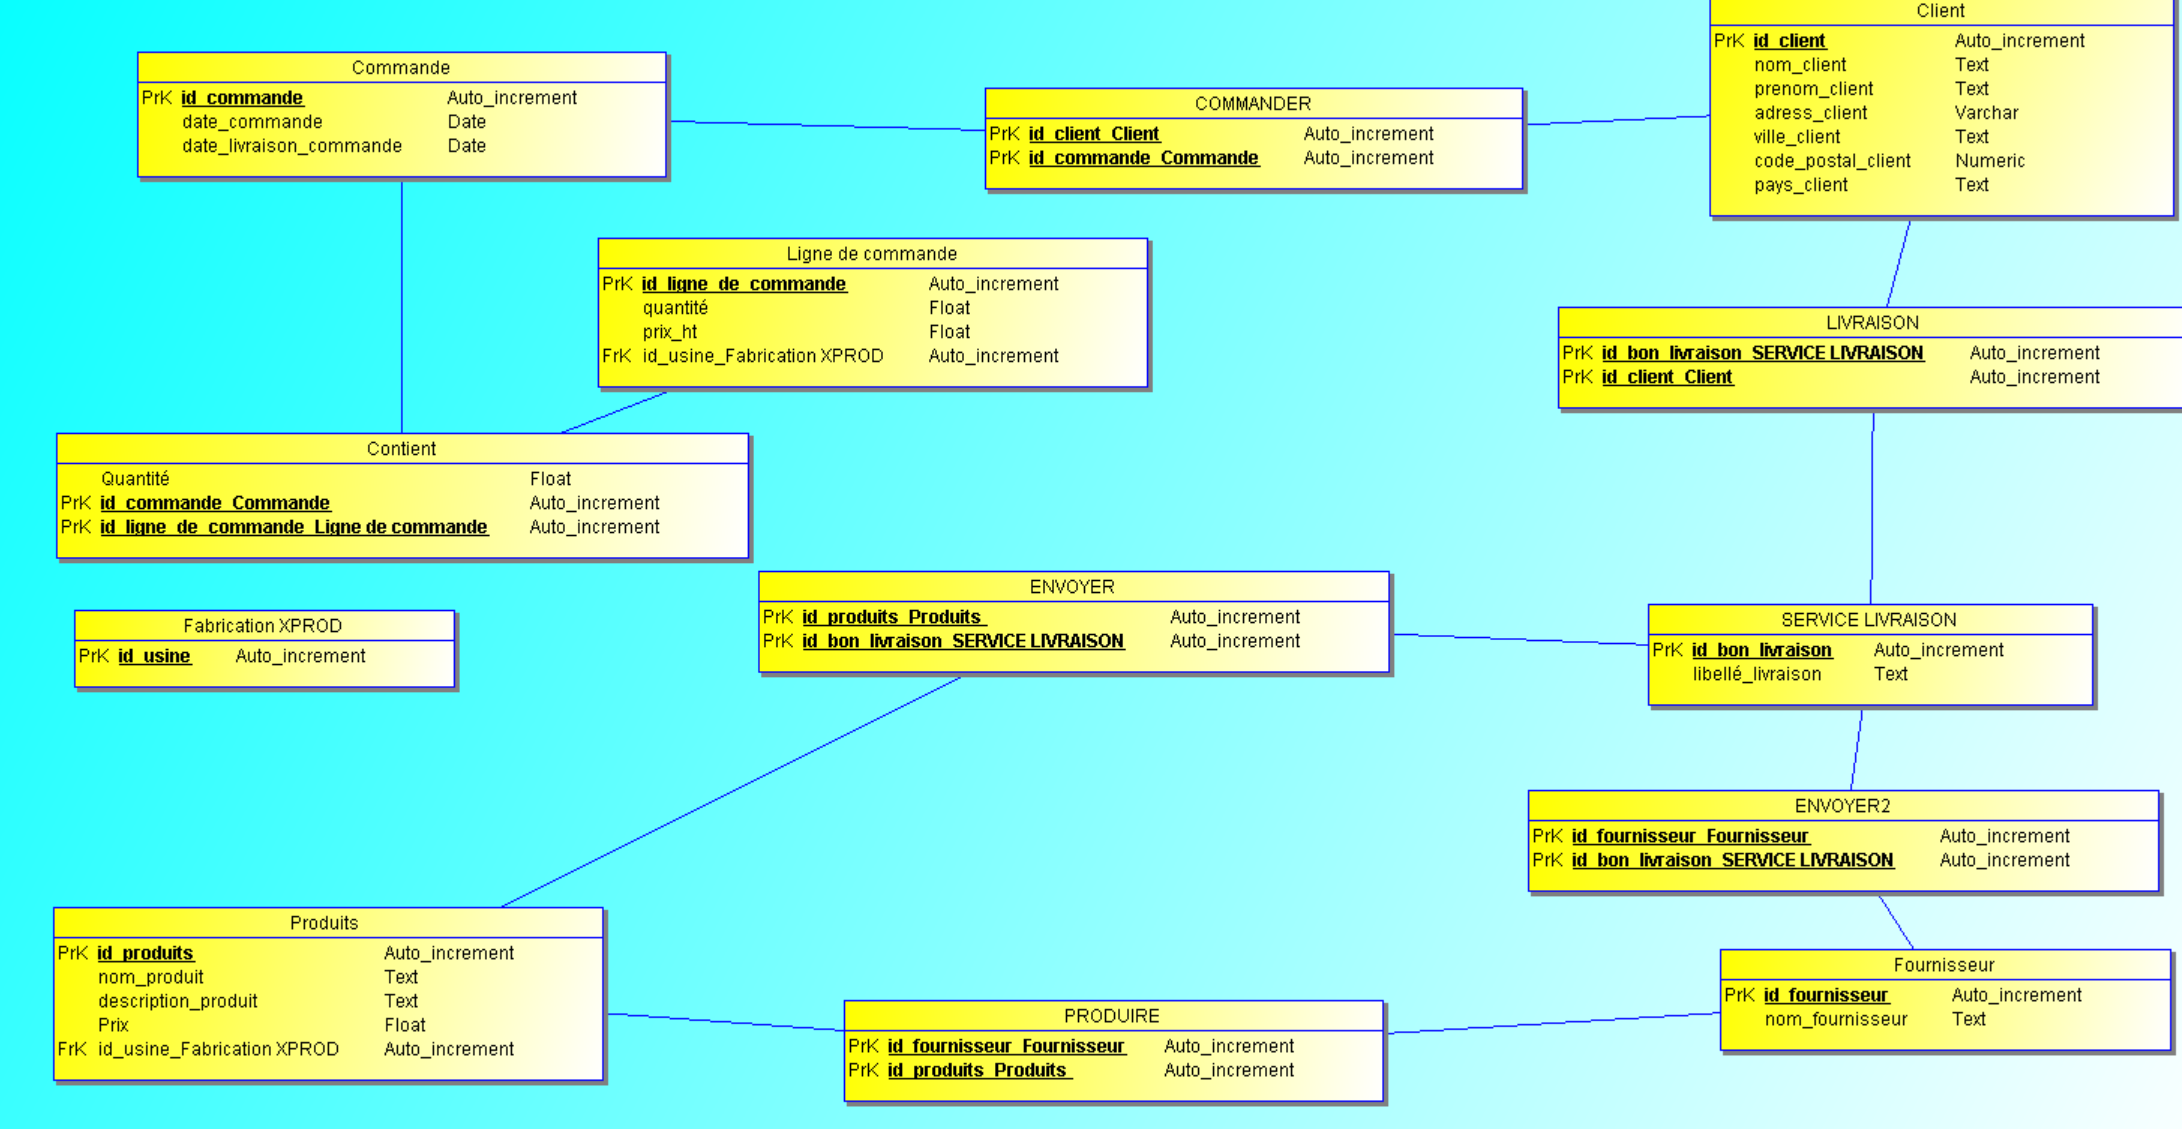 Client
PrK id_client Auto_increment
nom_client Text
prenom_client Text
adress_client Varchar
ville_client Text
code_postal_client Numeric
pays_client Text
Commande
PrK id_commande Auto_increment
date_commande Date
date_livraison_commande Date
COMMANDER
PrK id_client_Client Auto_increment
PrK id_commande_Commande Auto_increment
Ligne de commande
PrK id_ligne_de_commande Auto_increment
quantité Float
prix_ht Float
FrK id_usine_Fabrication XPROD Auto_increment
LIVRAISON
PrK id_bon_livraison_SERVICE LIVRAISON Auto_increment
PrK id_client_Client Auto_increment
Contient
Quantité Float
PrK id_commande_Commande Auto_increment
PrK id_ligne_de_commande_Ligne de commande Auto_increment
ENVOYER
PrK id_produits_Produits Auto_increment
PrK id_bon_livraison_SERVICE LIVRAISON Auto_increment
Fabrication XPROD
PrK id_usine Auto_increment
SERVICE LIVRAISON
PrK id_bon_livraison Auto_increment
libellé_livraison Text
ENVOYER2
PrK id_fournisseur_Fournisseur Auto_increment
PrK id_bon_livraison_SERVICE LIVRAISON Auto_increment
Produits
PrK id_produits Auto_increment
nom_produit Text
description_produit Text
Prix Float
FrK id_usine_Fabrication XPROD Auto_increment
PRODUIRE
PrK id_fournisseur_Fournisseur Auto_increment
PrK id_produits_Produits Auto_increment
Fournisseur
PrK id_fournisseur Auto_increment
nom_fournisseur Text